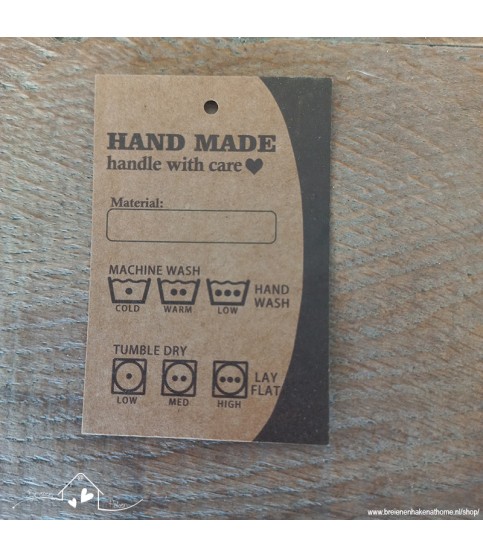 HAND MADE
handle with care
Material:
MACHINE WASH
HAND
WASH
COLD WARM LOW
TUMBLE DRY
LAY
FLAT
LOW MED HIGH
www.breienenhakenathome.nl/shop/